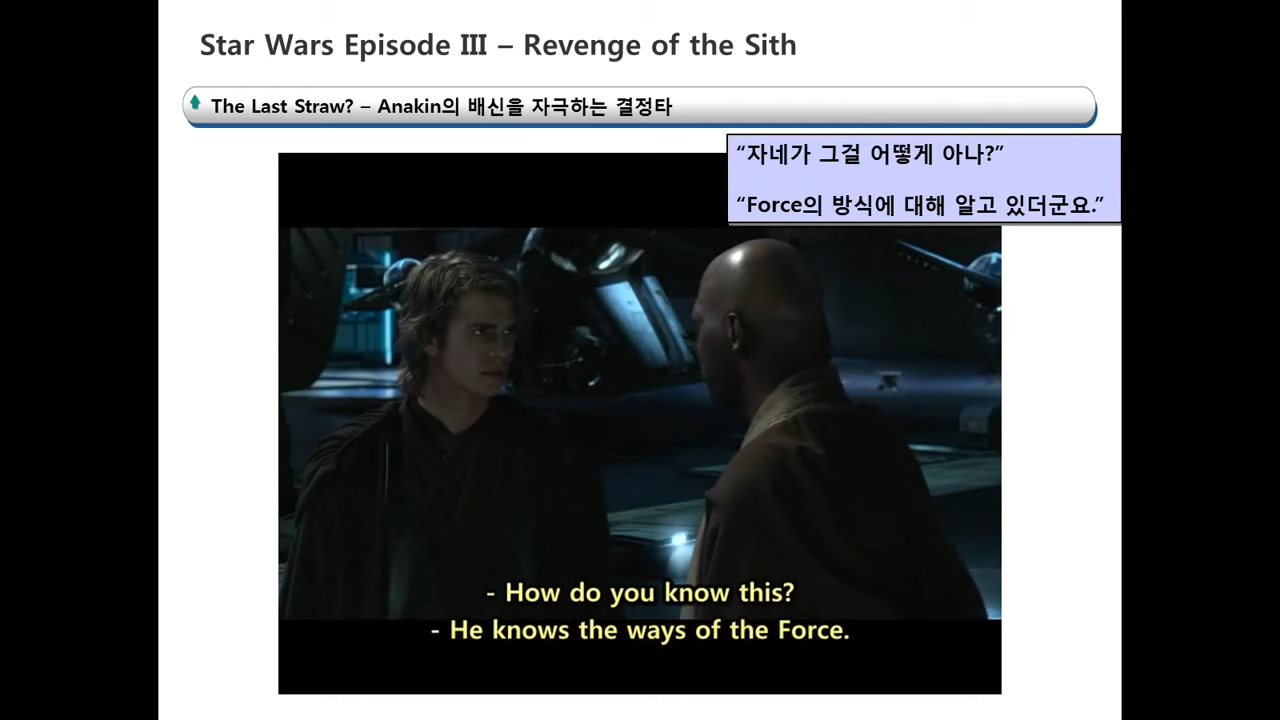 Star Wars Episode III – Revenge of the Sith
The Last Straw? – Anakin의 배신을 자극하는 결정타
“자네가 그걸 어떻게 아나?”
“Force의 방식에 대해 알고 있더군요.”
- How do you know this?
- He knows the ways of the Force.